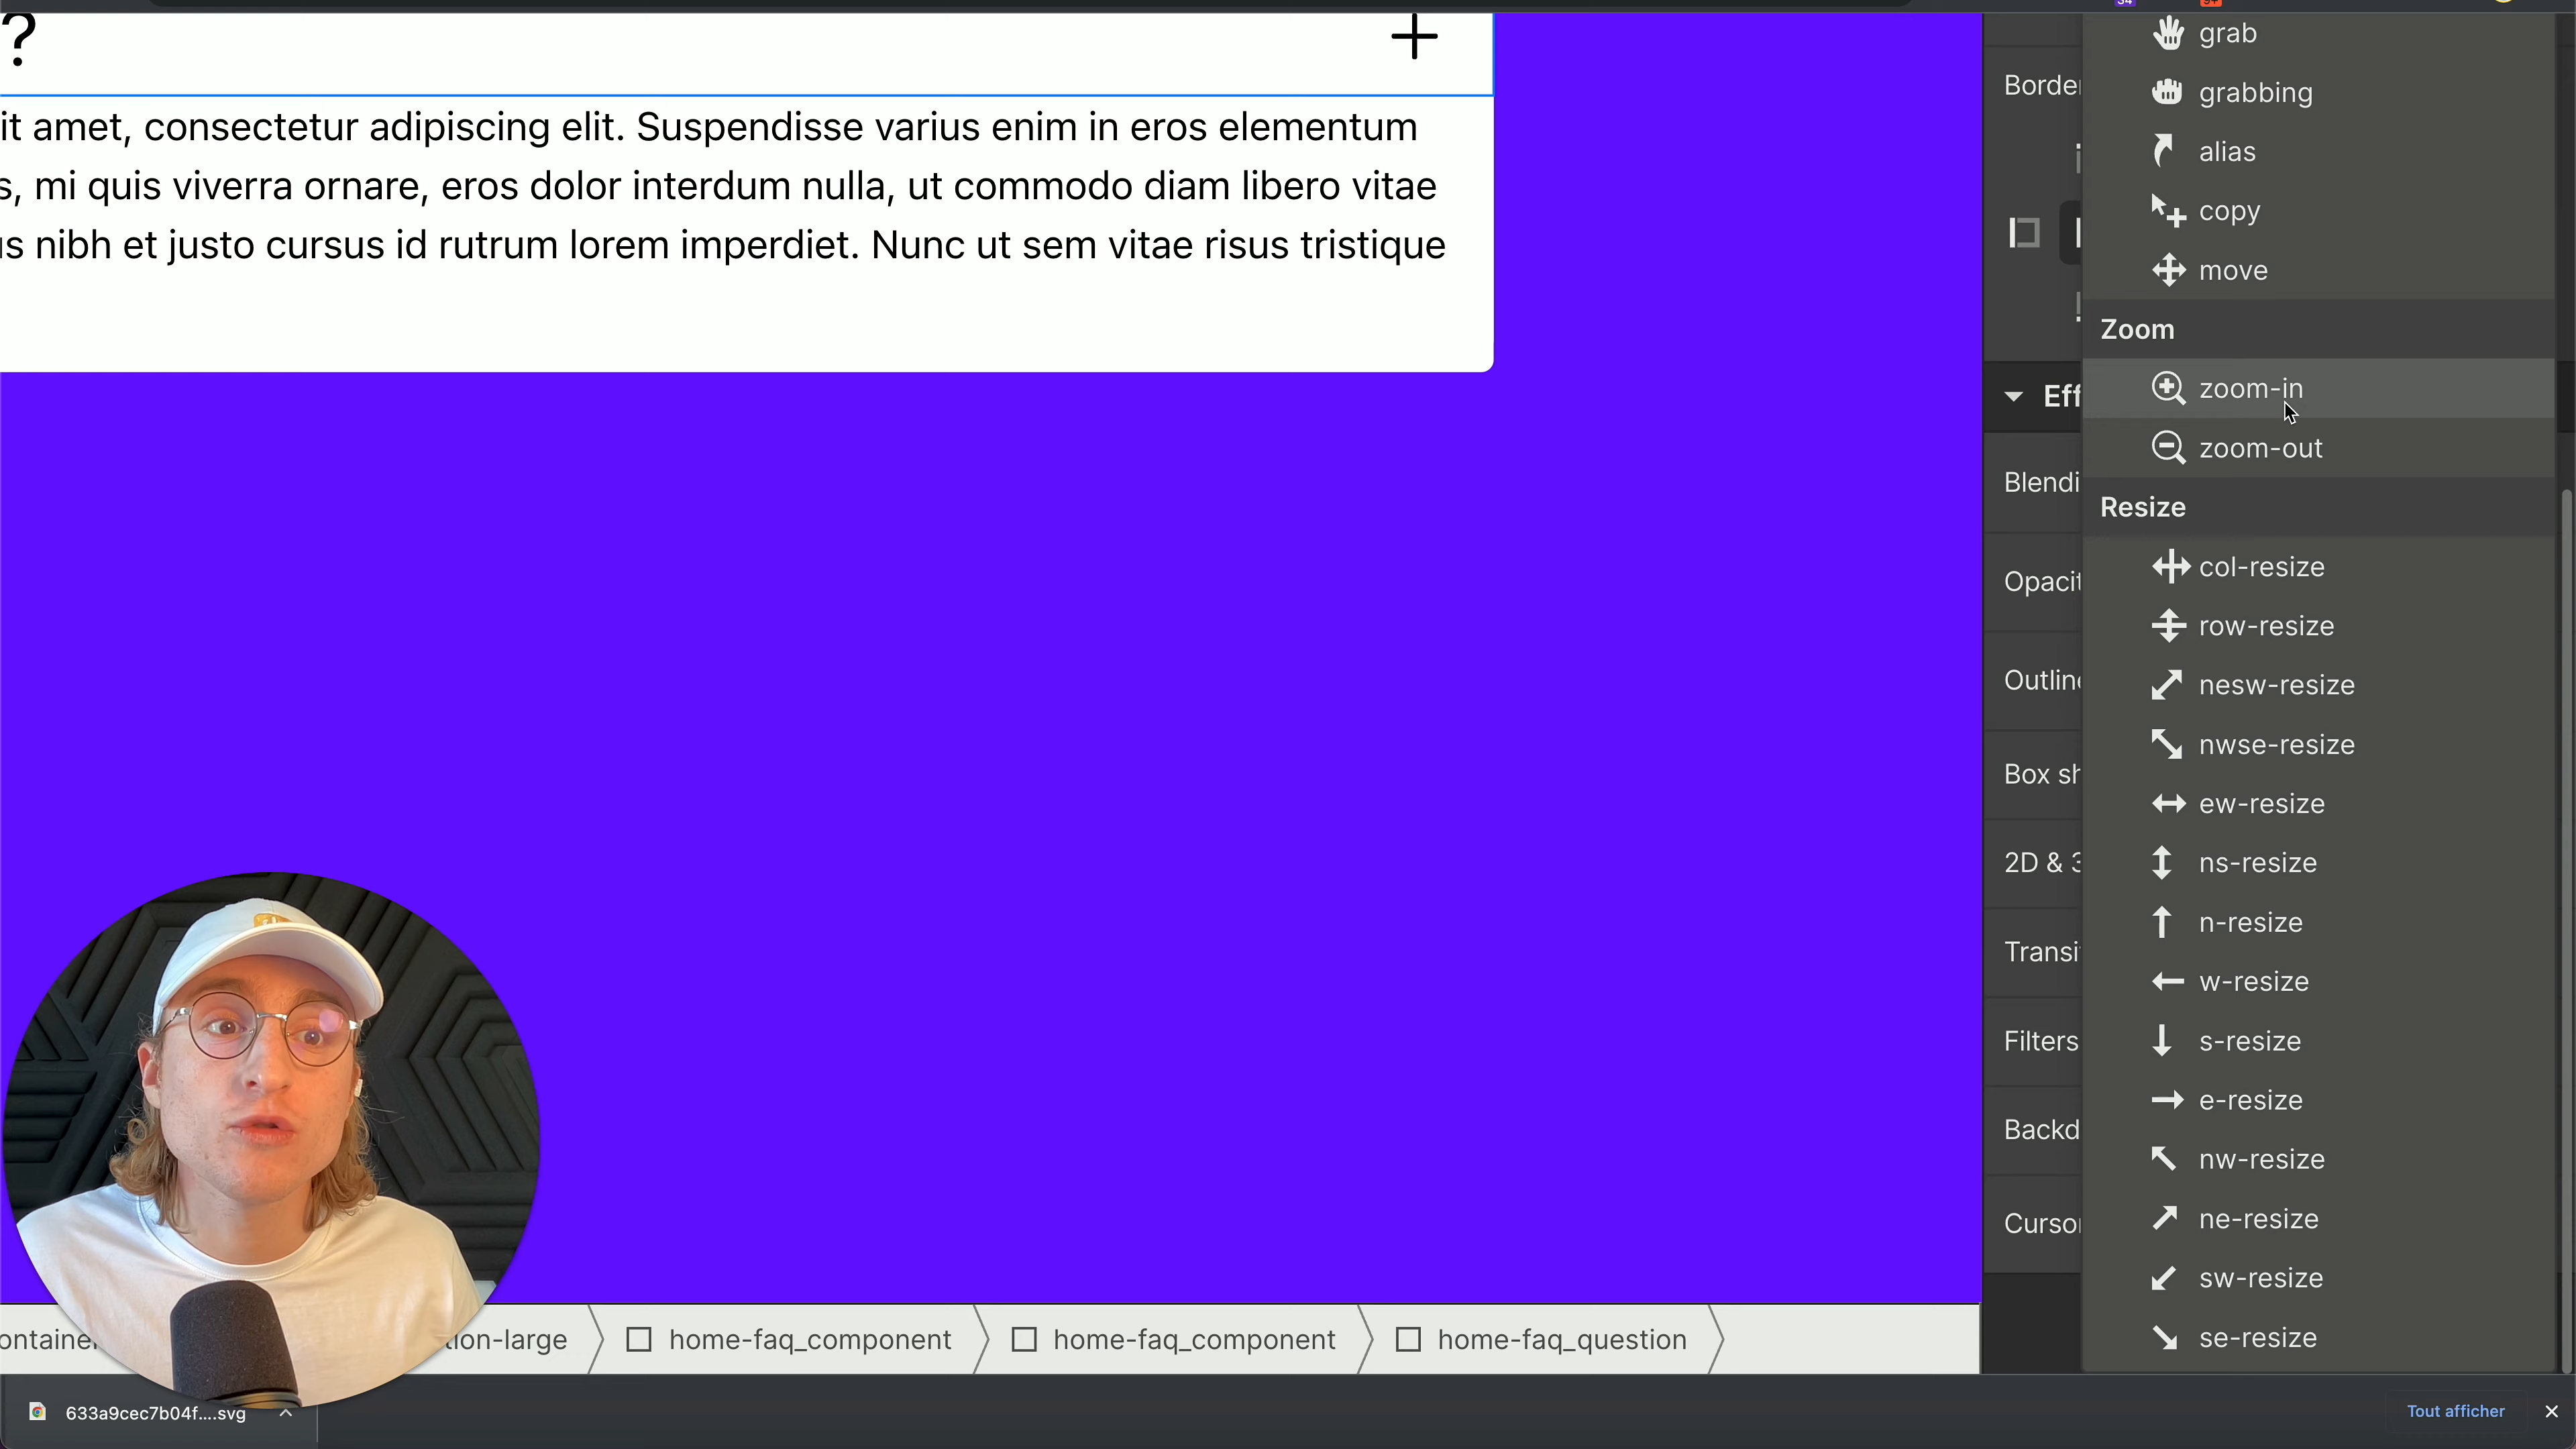 ?
it amet, consectetur adipiscing elit. Suspendisse varius enim in eros elementum
s, mi quis viverra ornare, eros dolor interdum nulla, ut commodo diam libero vitae
us nibh et justo cursus id rutrum lorem imperdiet. Nunc ut sem vitae risus tristique
Border
Eff
Blendi
Opacit
Outline
Box sh
2D & 3
Transi
Filters
Backd
Cursor
grab
grabbing
alias
copy
move
Zoom
zoom-in
zoom-out
Resize
col-resize
row-resize
nesw-resize
nwse-resize
ew-resize
ns-resize
n-resize
w-resize
s-resize
e-resize
nw-resize
ne-resize
sw-resize
se-resize
ontainer ion-large home-faq_component home-faq_component home-faq_question
633a9cec7b04f....svg
Tout afficher